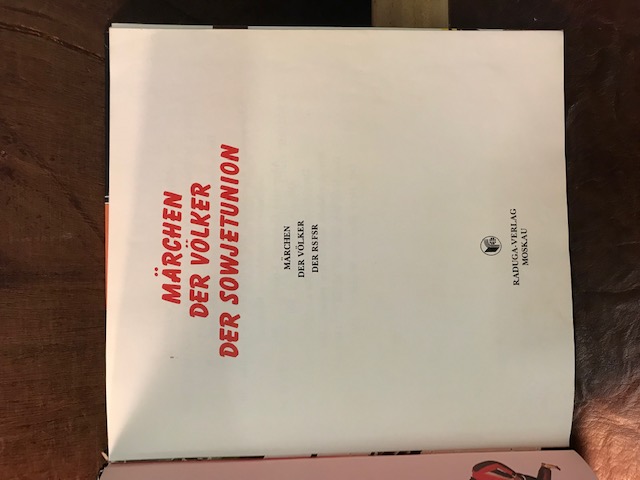 MÄRCHEN
DER VÖLKER
DER SOWJETUNION
MÄRCHEN
DER VÖLKER
DER RSFSR
RADUGA-VERLAG
MOSKAU